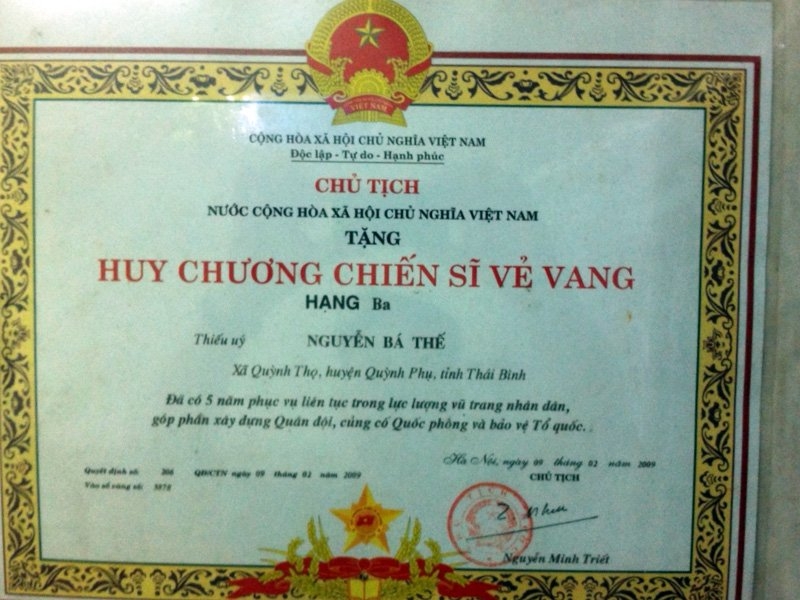 VIỆT NAM
CỘNG HÒA XÃ HỘI CHỦ NGHĨA VIỆT NAM
Độc lập - Tự do - Hạnh phúc
CHỦ TỊCH
NƯỚC CỘNG HÒA XÃ HỘI CHỦ NGHĨA VIỆT NAM
TẶNG
HUY CHƯƠNG CHIẾN SĨ VẺ VANG
HẠNG Ba
Thiếu uý NGUYỄN BÁ THẾ
Xã Quỳnh Thọ, huyện Quỳnh Phụ, tỉnh Thái Bình
Đã có 5 năm phục vụ liên tục trong lực lượng vũ trang nhân dân,
góp phần xây dựng Quân đội, củng cố Quốc phòng và bảo vệ Tổ quốc.
Hà Nội, ngày 09 tháng 02 năm 2009
Quyết định số: 206 QĐ/CTN ngày 09 tháng 02 năm 2009
CHỦ TỊCH
Vào sổ vàng số:
Nguyễn Minh Triết